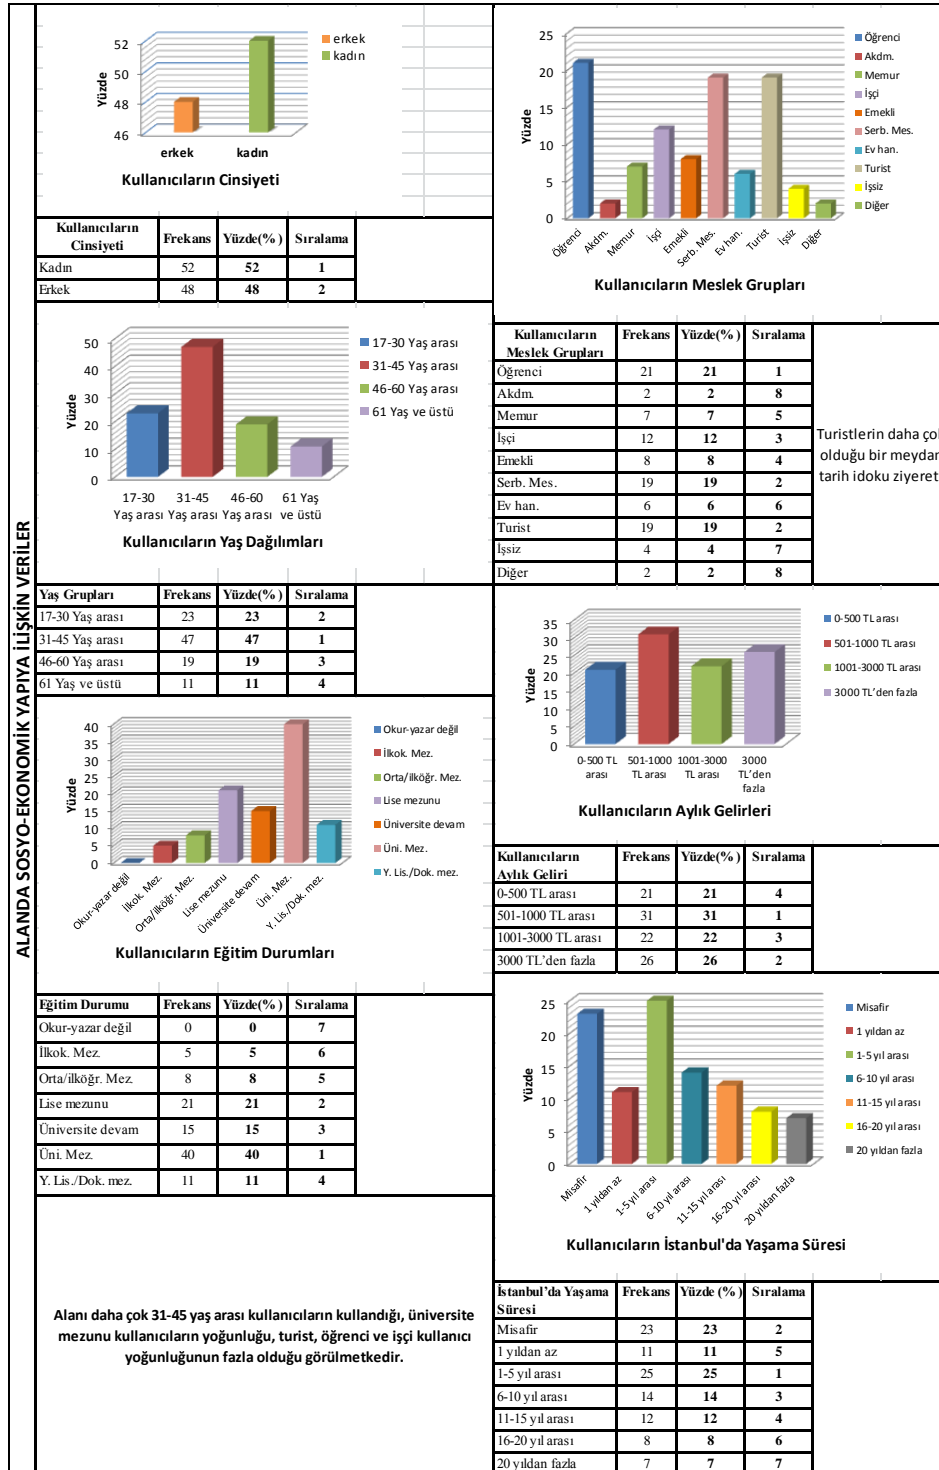 ALANDA SOSYO-EKONOMİK YAPIYA İLİŞKİN VERİLER
52
50
48
46
Yüzde
erkek
kadın
erkek kadın
Kullanıcıların Cinsiyeti
Kullanıcıların Cinsiyeti Frekans Yüzde(%) Sıralama
Kadın 52 52 1
Erkek 48 48 2
50
40
30
20
10
0
Yüzde
17-30 Yaş arası
31-45 Yaş arası
46-60 Yaş arası
61 Yaş ve üstü
17-30 31-45 46-60 61 Yaş
Yaş arası Yaş arası Yaş arası ve üstü
Kullanıcıların Yaş Dağılımları
Yaş Grupları Frekans Yüzde(%) Sıralama
17-30 Yaş arası 23 23 2
31-45 Yaş arası 47 47 1
46-60 Yaş arası 19 19 3
61 Yaş ve üstü 11 11 4
40
35
30
25
20
15
10
5
0
Yüzde
Okur-yazar değil
İlkok. Mez.
Orta/ilköğr. Mez.
Lise mezunu
Üniversite devam
Üni. Mez.
Y. Lis./Dok. mez.
Okur-yazar değil
İlkok. Mez.
Orta/ilköğr. Mez.
Lise mezunu
Üniversite devam
Üni. Mez.
Y. Lis./Dok. mez.
Kullanıcıların Eğitim Durumları
Eğitim Durumu Frekans Yüzde(%) Sıralama
Okur-yazar değil 0 0 7
İlkok. Mez. 5 5 6
Orta/ilköğr. Mez. 8 8 5
Lise mezunu 21 21 2
Üniversite devam 15 15 3
Üni. Mez. 40 40 1
Y. Lis./Dok. mez. 11 11 4
Alanı daha çok 31-45 yaş arası kullanıcıların kullandığı, üniversite
mezunu kullanıcıların yoğunluğu, turist, öğrenci ve işçi kullanıcı
yoğunluğunun fazla olduğu görülmetkedir.
25
20
15
10
5
0
Yüzde
Öğrenci
Akdm.
Memur
İşçi
Emekli
Serb. Mes.
Ev han.
Turist
İşsiz
Diğer
Öğrenci
Akdm.
Memur
İşçi
Emekli
Serb. Mes.
Ev han.
Turist
İşsiz
Diğer
Kullanıcıların Meslek Grupları
Kullanıcıların Meslek Grupları Frekans Yüzde(%) Sıralama
Öğrenci 21 21 1
Akdm. 2 2 8
Memur 7 7 5
İşçi 12 12 3
Emekli 8 8 4
Serb. Mes. 19 19 2
Ev han. 6 6 6
Turist 19 19 2
İşsiz 4 4 7
Diğer 2 2 8
Turistlerin daha çok
olduğu bir meydan
tarih idoku ziyaret
35
30
25
20
15
10
5
0
Yüzde
0-500 TL arası
501-1000 TL arası
1001-3000 TL arası
3000 TL'den fazla
0-500 TL 501-1000 1001-3000 3000
arası TL arası TL arası TL'den
fazla
Kullanıcıların Aylık Gelirleri
Kullanıcıların Aylık Geliri Frekans Yüzde(%) Sıralama
0-500 TL arası 21 21 4
501-1000 TL arası 31 31 1
1001-3000 TL arası 22 22 3
3000 TL'den fazla 26 26 2
25
20
15
10
5
0
Yüzde
Misafir
1 yıldan az
1-5 yıl arası
6-10 yıl arası
11-15 yıl arası
16-20 yıl arası
20 yıldan fazla
Misafir
1 yıldan az
1-5 yıl arası
6-10 yıl arası
11-15 yıl arası
16-20 yıl arası
20 yıldan fazla
Kullanıcıların İstanbul'da Yaşama Süresi
İstanbul'da Yaşama Süresi Frekans Yüzde (%) Sıralama
Misafir 23 23 2
1 yıldan az 11 11 5
1-5 yıl arası 25 25 1
6-10 yıl arası 14 14 3
11-15 yıl arası 12 12 4
16-20 yıl arası 8 8 6
20 yıldan fazla 7 7 7